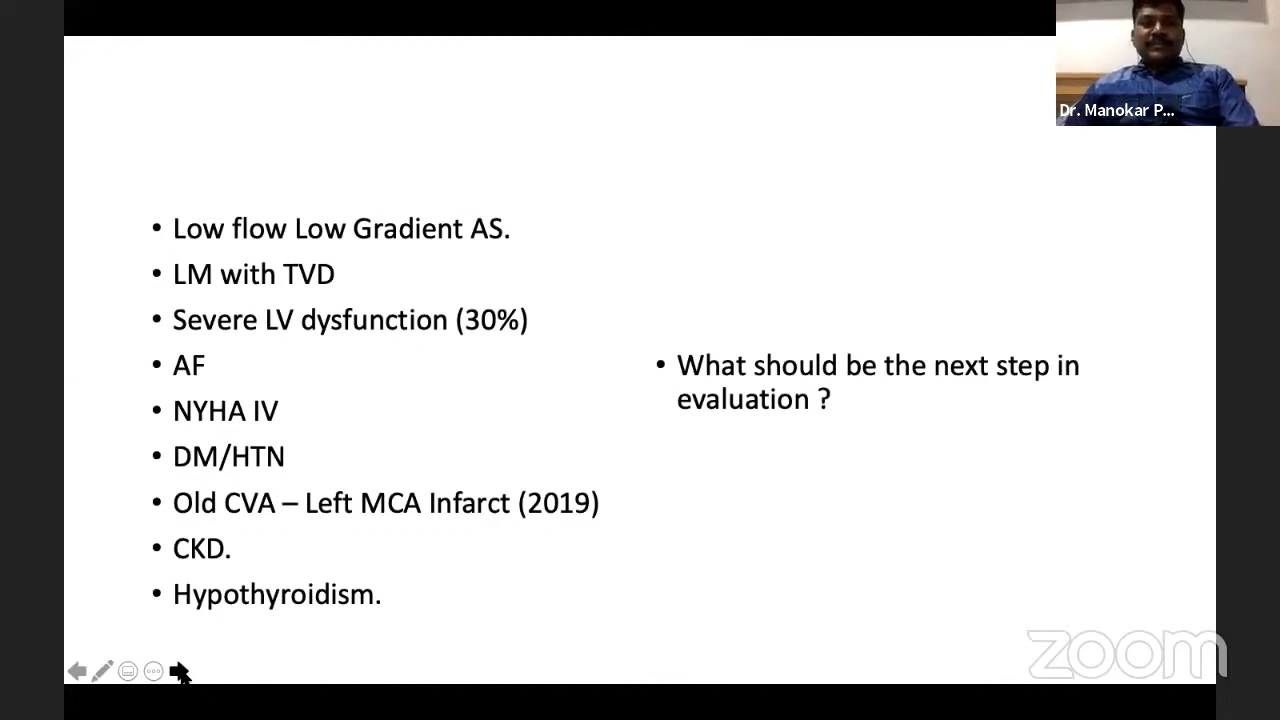 Dr. Manokar P...
• Low flow Low Gradient AS.
• LM with TVD
• Severe LV dysfunction (30%)
• AF
• NYHA IV
• DM/HTN
• Old CVA – Left MCA Infarct (2019)
• CKD.
• Hypothyroidism.
• What should be the next step in
evaluation ?
zoom